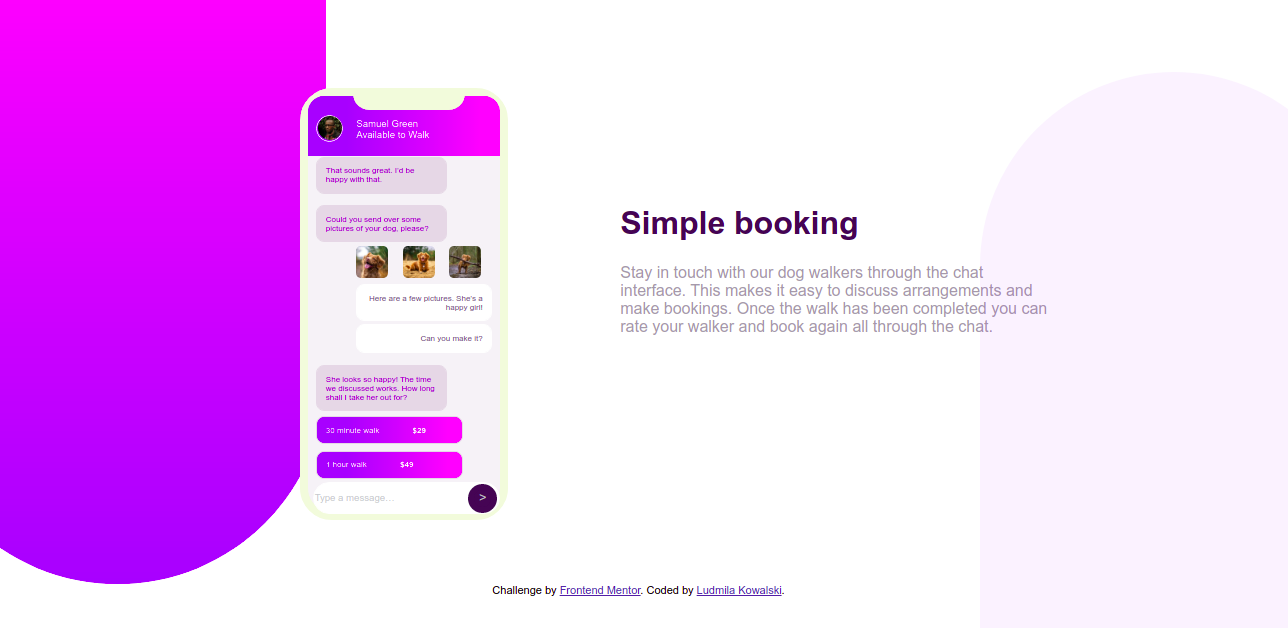 Samuel Green
Available to Walk
That sounds great. I'd be
happy with that.
Could you send over some
pictures of your dog, please?
Here are a few pictures. She's a
happy girl!
Can you make it?
She looks so happy! The time
we discussed works. How long
shall I take her out for?
30 minute walk $29
1 hour walk $49
Type a message…
>
Simple booking
Stay in touch with our dog walkers through the chat
interface. This makes it easy to discuss arrangements and
make bookings. Once the walk has been completed you can
rate your walker and book again all through the chat.
Challenge by Frontend Mentor. Coded by Ludmila Kowalski.